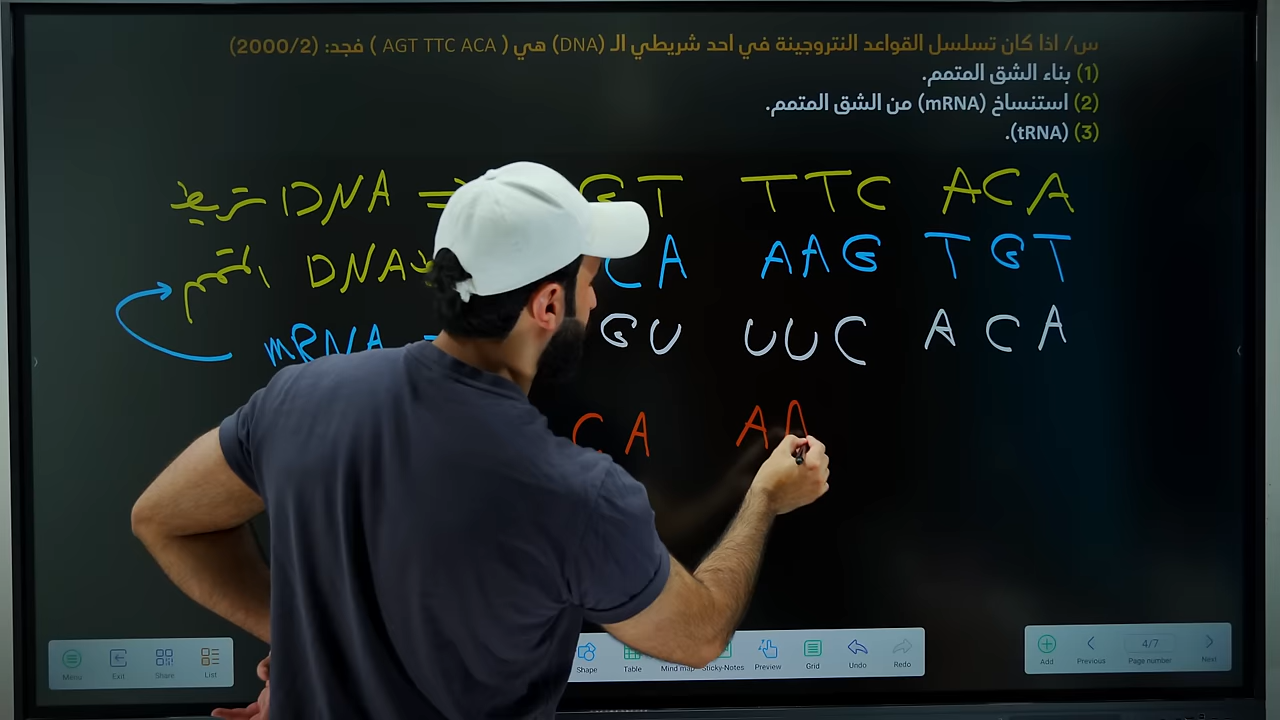 س/ اذا كان تسلسل القواعد النتروجينة في احد شريطي الـ (DNA) هي ( AGT TTC ACA ) فجد: (2000/2)
(1) بناء الشق المتمم.
(2) استنساخ (mRNA) من الشق المتمم.
(3) (tRNA).
شريط DNA = GT TTC ACA
المتمم DNA CA AAG TGT
mRNA = GU UUC ACA
CA AA
Menu Exit Share List Shape Table Mind map Sticky-Notes Preview Grid Undo Redo Add Previous 4/7 Page number Next